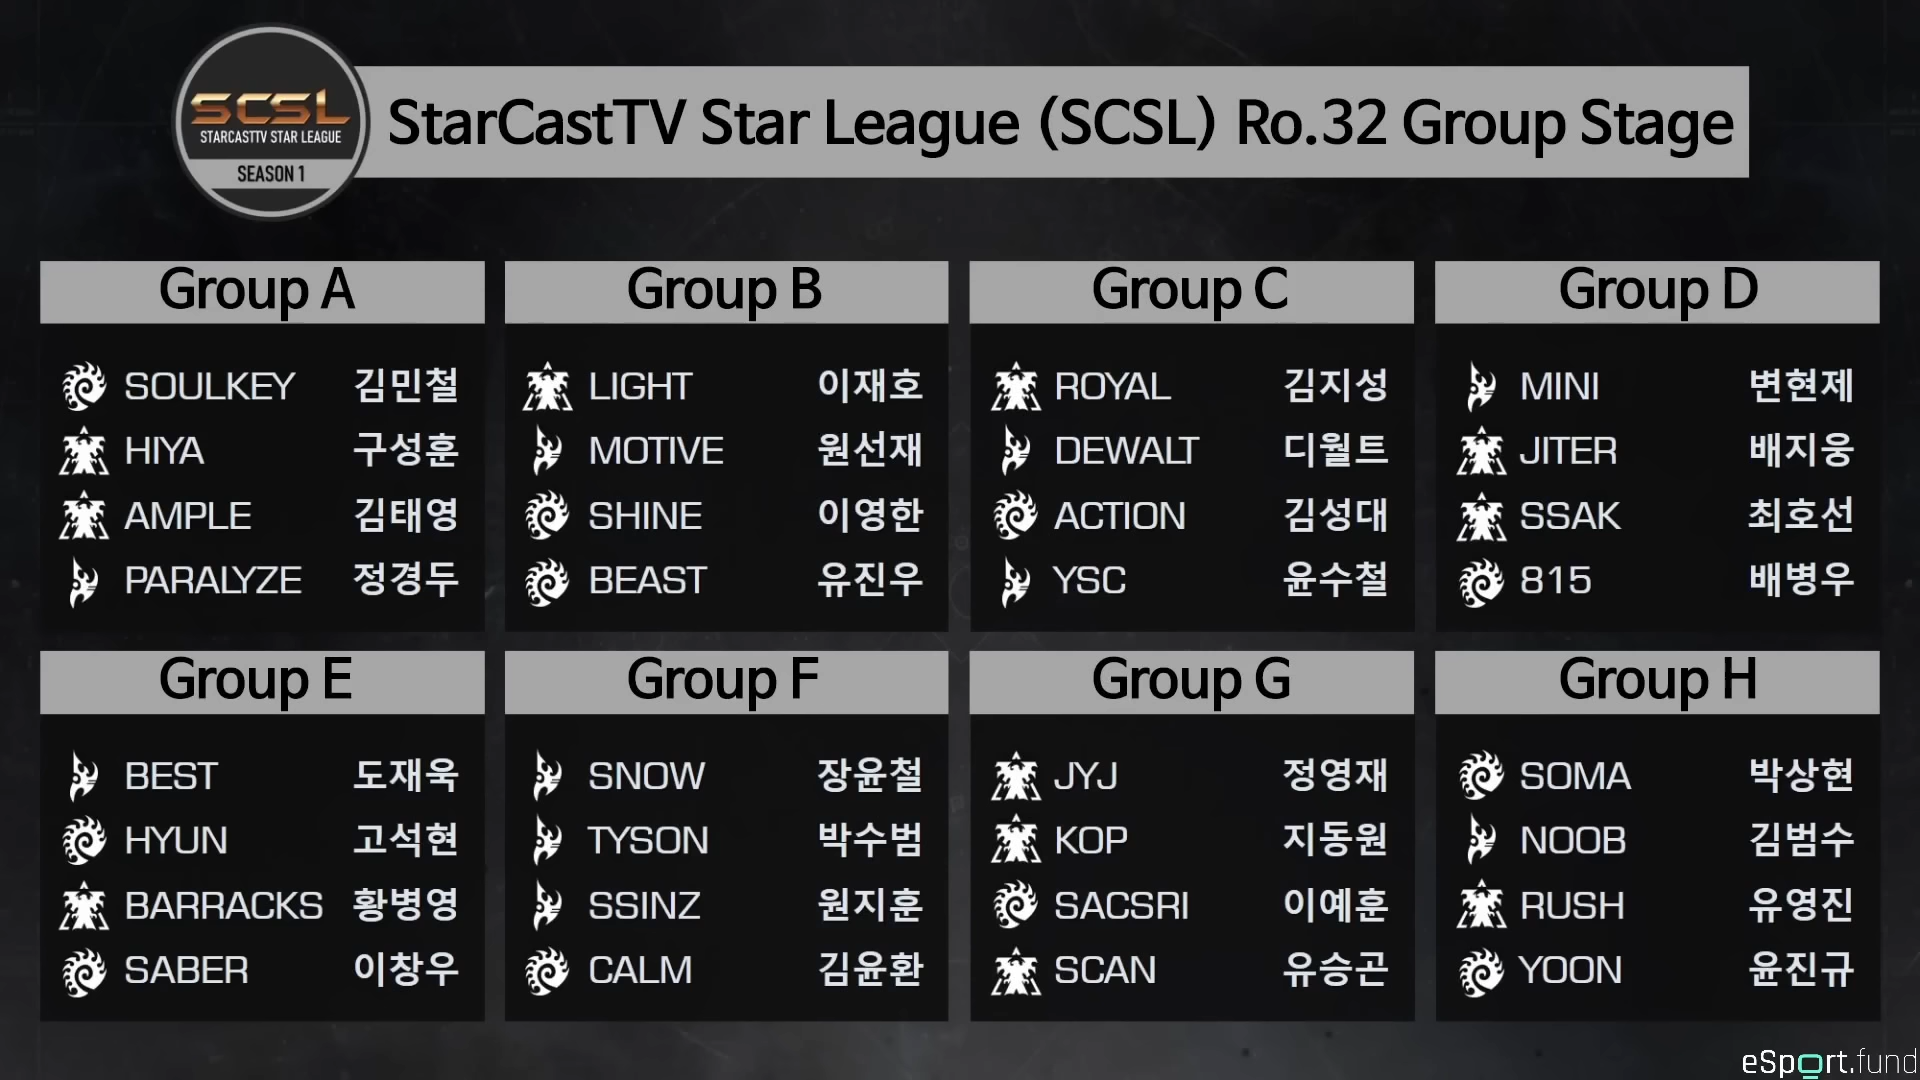 SCSL
STARCASTTV STAR LEAGUE
SEASON 1
StarCastTV Star League (SCSL) Ro.32 Group Stage
Group A
SOULKEY 김민철
HIYA 구성훈
AMPLE 김태영
PARALYZE 정경두
Group B
LIGHT 이재호
MOTIVE 원선재
SHINE 이영한
BEAST 유진우
Group C
ROYAL 김지성
DEWALT 디월트
ACTION 김성대
YSC 윤수철
Group D
MINI 변현제
JITER 배지웅
SSAK 최호선
815 배병우
Group E
BEST 도재욱
HYUN 고석현
BARRACKS 황병영
SABER 이창우
Group F
SNOW 장윤철
TYSON 박수범
SSINZ 원지훈
CALM 김윤환
Group G
JYJ 정영재
KOP 지동원
SACSRI 이예훈
SCAN 유승곤
Group H
SOMA 박상현
NOOB 김범수
RUSH 유영진
YOON 윤진규
eSport.fund